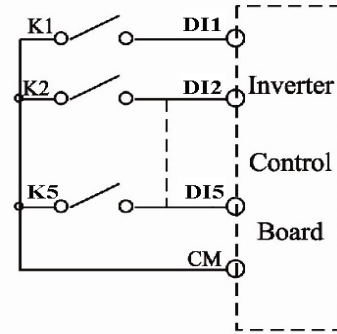 K1 DI1
K2 DI2 Inverter
Control
K5 DI5
Board
CM